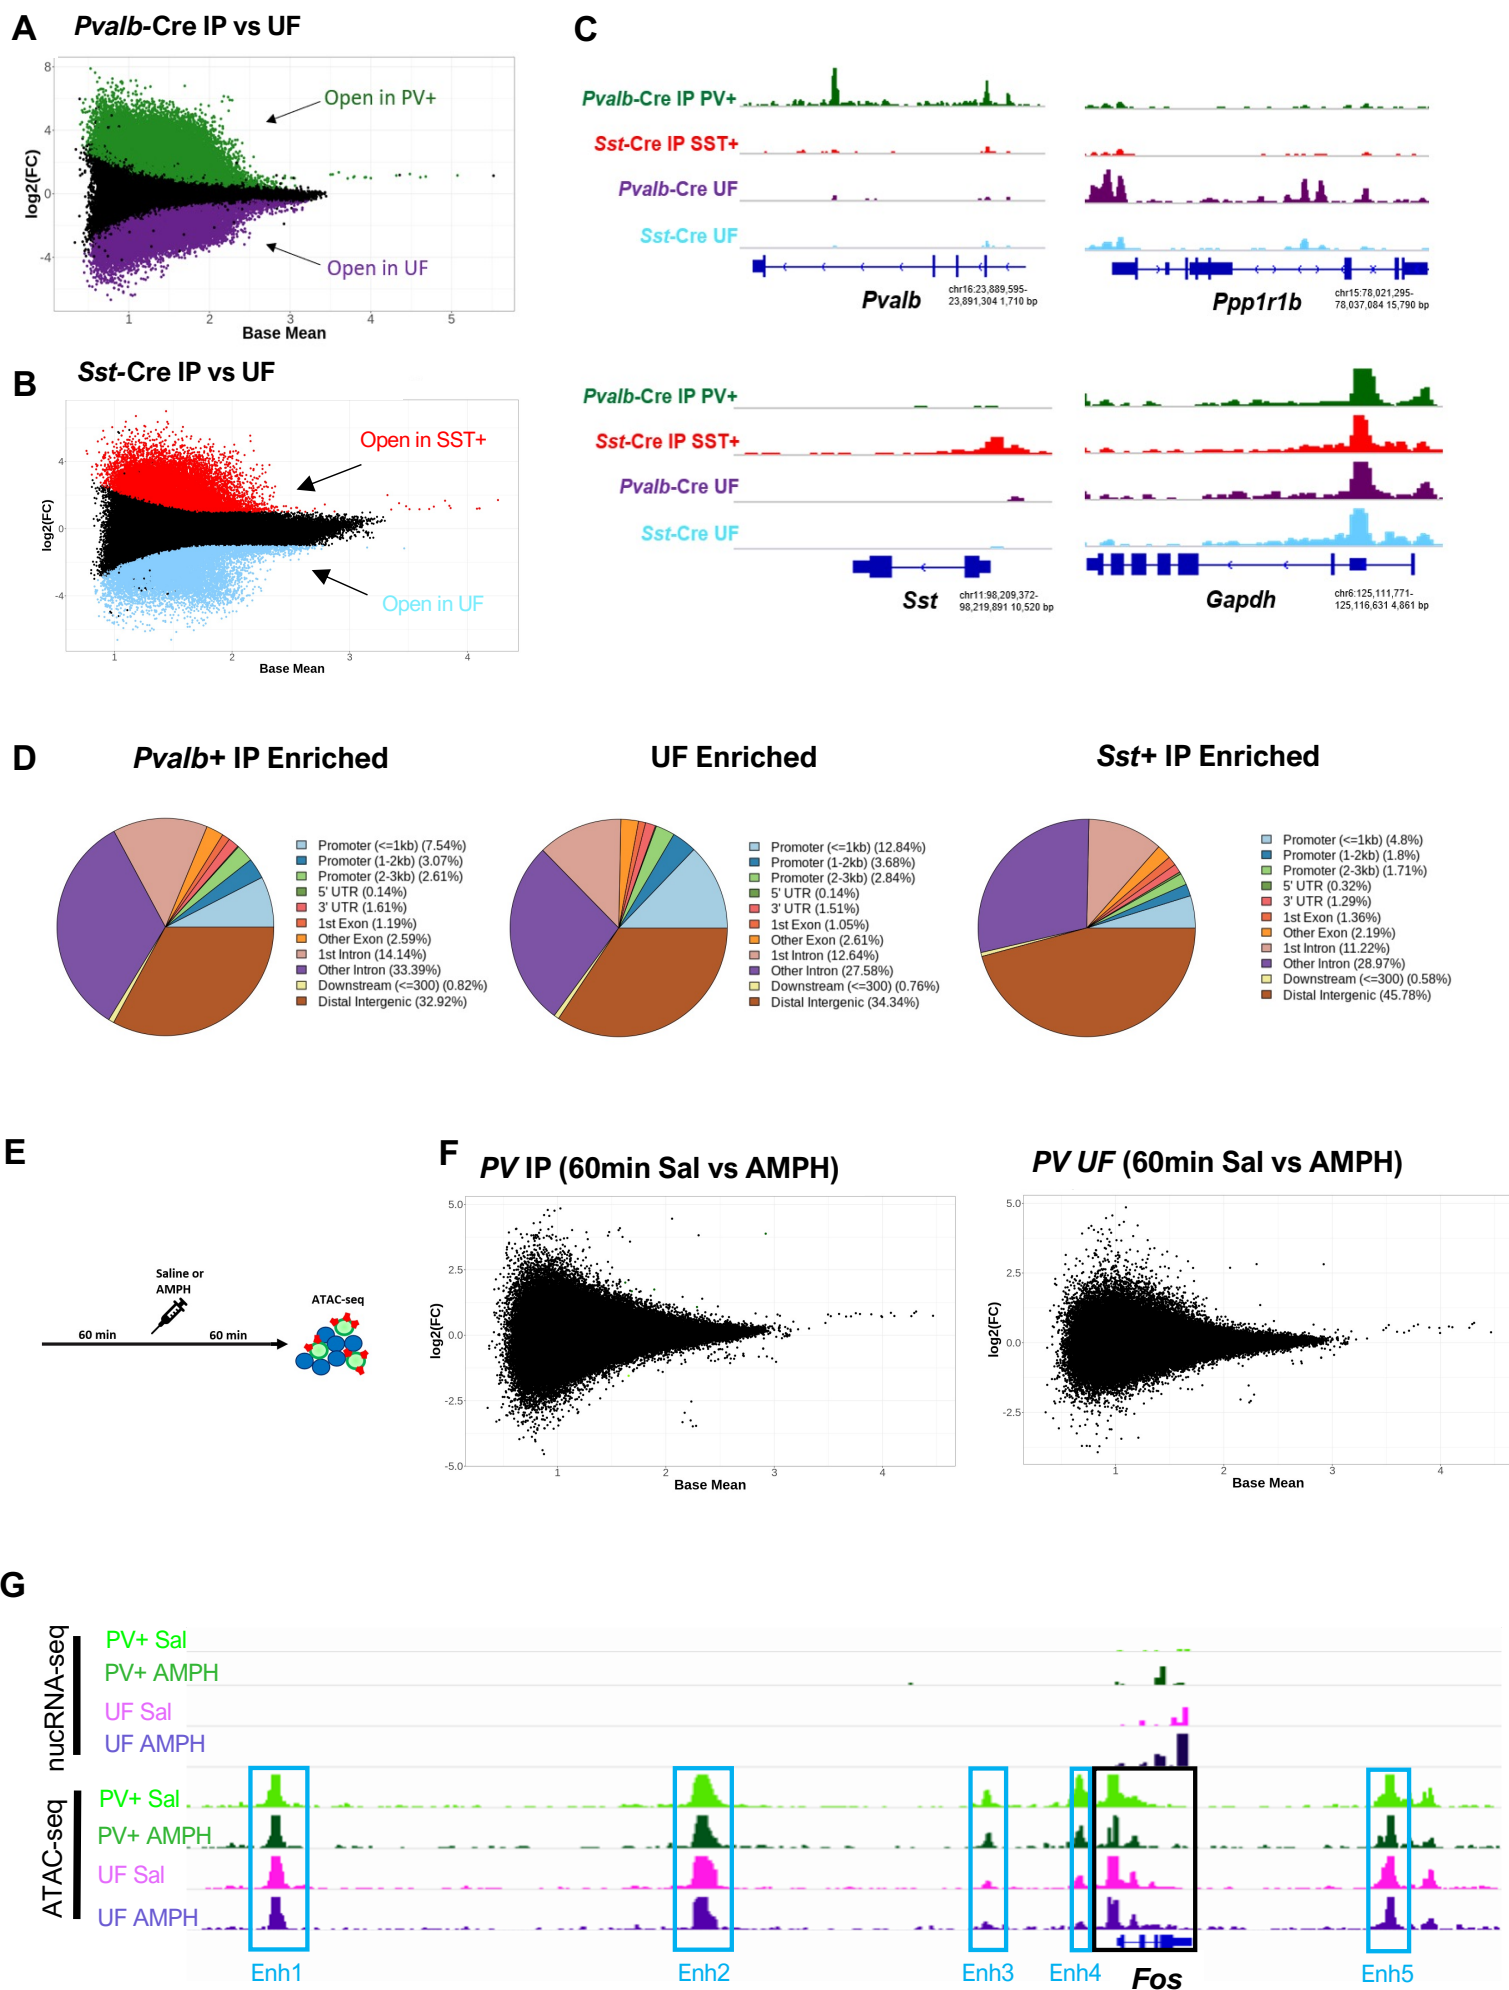 A
Pvalb-Cre IP vs UF
8
4
0
-4
log2(FC)
Open in PV+
Open in UF
1
2
3
4
5
Base Mean
B
Sst-Cre IP vs UF
4
0
-4
log2(FC)
Open in SST+
Open in UF
1
2
3
4
Base Mean
C
Pvalb-Cre IP PV+
Sst-Cre IP SST+
Pvalb-Cre UF
Sst-Cre UF
Pvalb
chr16:23,889,595-
23,891,304 1,710 bp
Ppp1r1b
chr15:78,021,295-
78,037,084 15,790 bp
Pvalb-Cre IP PV+
Sst-Cre IP SST+
Pvalb-Cre UF
Sst-Cre UF
Sst
chr11:98,209,372-
98,219,891 10,520 bp
Gapdh
chr6:125,111,771-
125,116,631 4,861 bp
D
Pvalb+ IP Enriched
Promoter (<=1kb) (7.54%)
Promoter (1-2kb) (3.07%)
Promoter (2-3kb) (2.61%)
5' UTR (0.14%)
3' UTR (1.61%)
1st Exon (1.19%)
Other Exon (2.59%)
1st Intron (14.14%)
Other Intron (33.39%)
Downstream (<=300) (0.82%)
Distal Intergenic (32.92%)
UF Enriched
Promoter (<=1kb) (12.84%)
Promoter (1-2kb) (3.68%)
Promoter (2-3kb) (2.84%)
5' UTR (0.14%)
3' UTR (1.51%)
1st Exon (1.05%)
Other Exon (2.61%)
1st Intron (12.64%)
Other Intron (27.58%)
Downstream (<=300) (0.76%)
Distal Intergenic (34.34%)
Sst+ IP Enriched
Promoter (<=1kb) (4.8%)
Promoter (1-2kb) (1.8%)
Promoter (2-3kb) (1.71%)
5' UTR (0.32%)
3' UTR (1.29%)
1st Exon (1.36%)
Other Exon (2.19%)
1st Intron (11.22%)
Other Intron (28.97%)
Downstream (<=300) (0.58%)
Distal Intergenic (45.78%)
E
Saline or
AMPH
60 min
60 min
ATAC-seq
F
PV IP (60min Sal vs AMPH)
5.0
2.5
0.0
-2.5
-5.0
log2(FC)
1
2
3
4
Base Mean
PV UF (60min Sal vs AMPH)
5.0
2.5
0.0
-2.5
log2(FC)
1
2
3
4
Base Mean
G
nucRNA-seq
PV+ Sal
PV+ AMPH
UF Sal
UF AMPH
ATAC-seq
PV+ Sal
PV+ AMPH
UF Sal
UF AMPH
Enh1
Enh2
Enh3
Enh4
Fos
Enh5